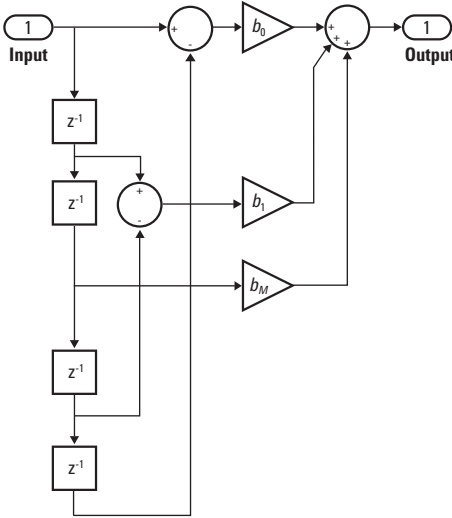 1
Input
+
-
b₀
+
+
+
1
Output
z⁻¹
z⁻¹
+
-
b₁
b_M
z⁻¹
z⁻¹